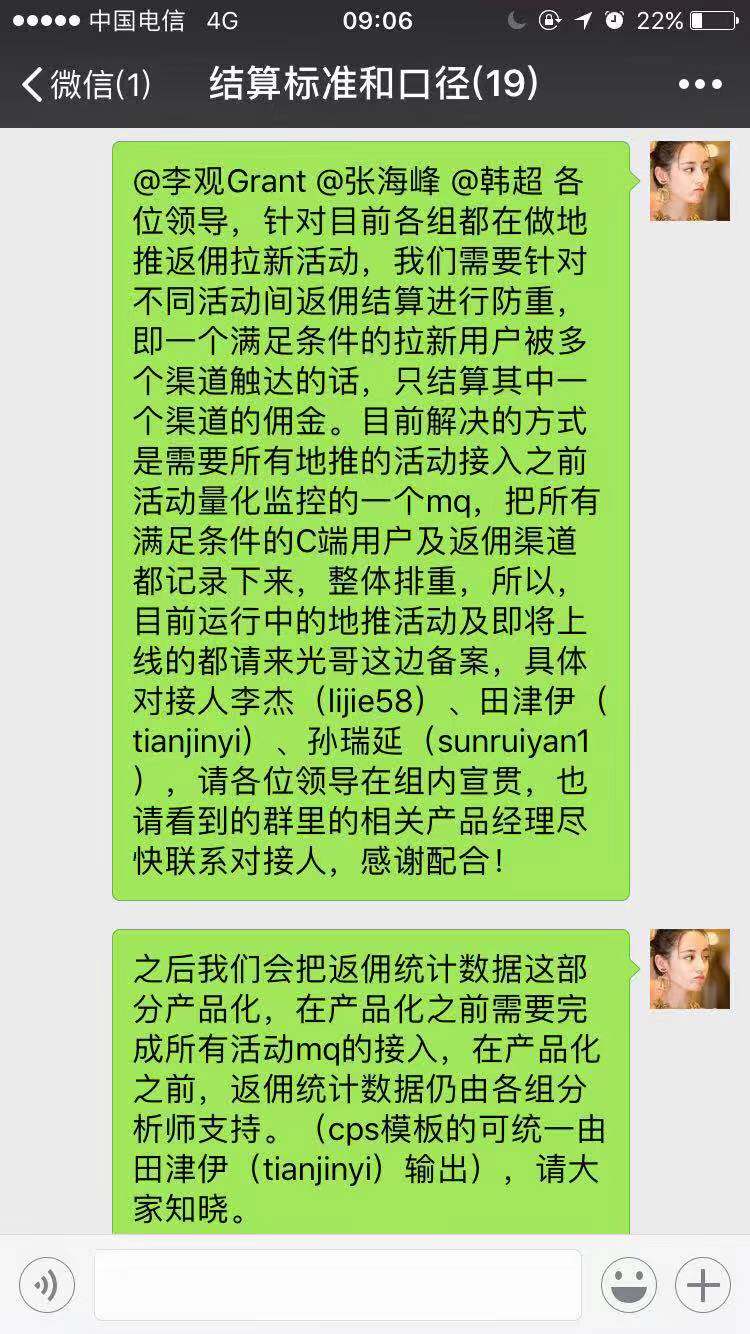 中国电信 4G 09:06 22%
微信(1) 结算标准和口径(19)
@李观Grant @张海峰 @韩超 各
位领导，针对目前各组都在做地
推返佣拉新活动，我们需要针对
不同活动间返佣结算进行防重，
即一个满足条件的拉新用户被多
个渠道触达的话，只结算其中一
个渠道的佣金。目前解决的方式
是需要所有地推的活动接入之前
活动量化监控的一个mq，把所有
满足条件的C端用户及返佣渠道
都记录下来，整体排重，所以，
目前运行中的地推活动及即将上
线的都请来光哥这边备案，具体
对接人李杰（lijie58）、田津伊（
tianjinyi）、孙瑞延（sunruiyan1
），请各位领导在组内宣贯，也
请看到的群里的相关产品经理尽
快联系对接人，感谢配合！
之后我们会把返佣统计数据这部
分产品化，在产品化之前需要完
成所有活动mq的接入，在产品化
之前，返佣统计数据仍由各组分
析师支持。（cps模板的可统一由
田津伊（tianjinyi）输出），请大
家知晓。